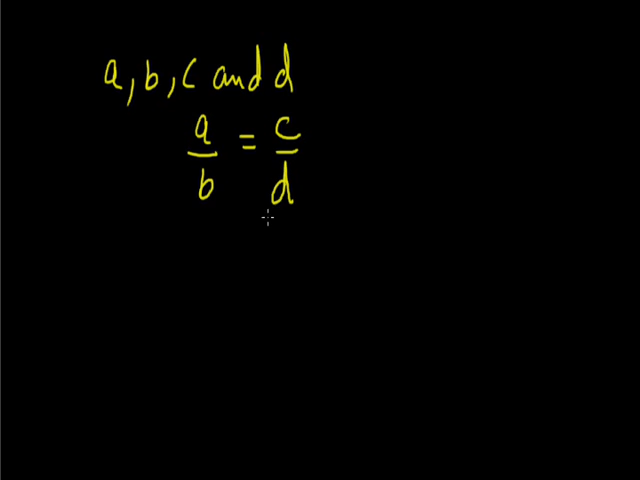 a, b, c and d
a/b = c/d